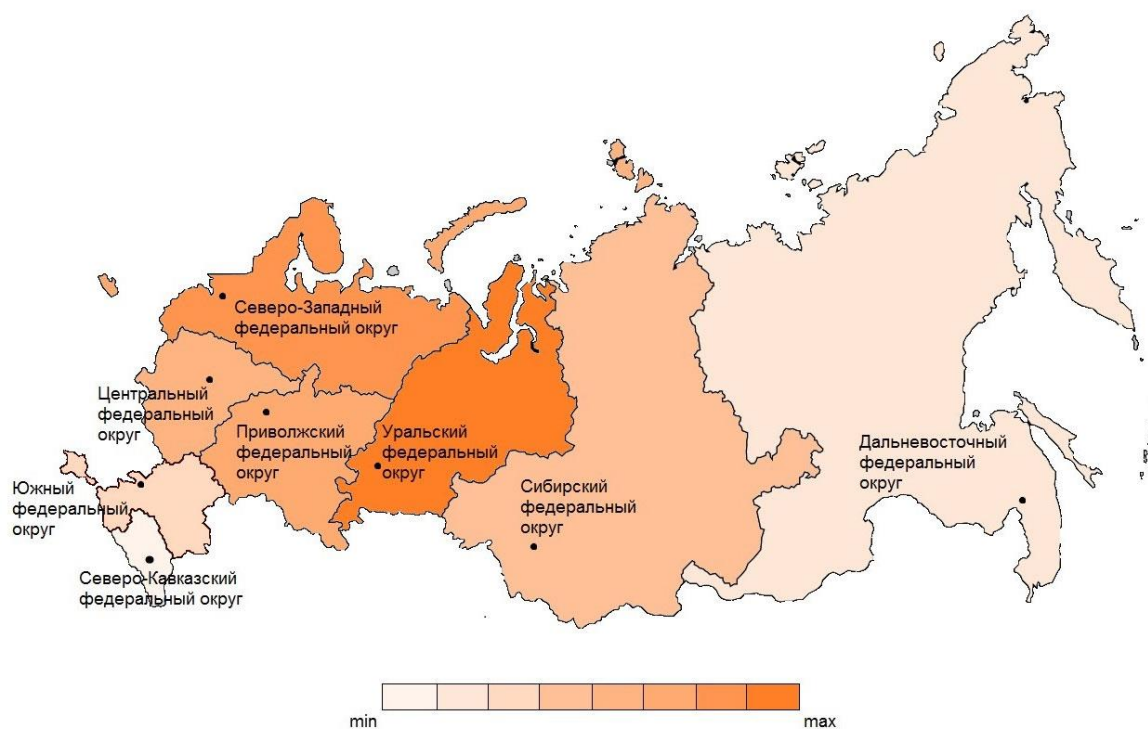 Северо-Западный
федеральный округ
Центральный
федеральный
округ
Приволжский
федеральный
округ
Уральский
федеральный
округ
Дальневосточный
федеральный
округ
Южный
федеральный
округ
Сибирский
федеральный
округ
Северо-Кавказский
федеральный округ
min
max